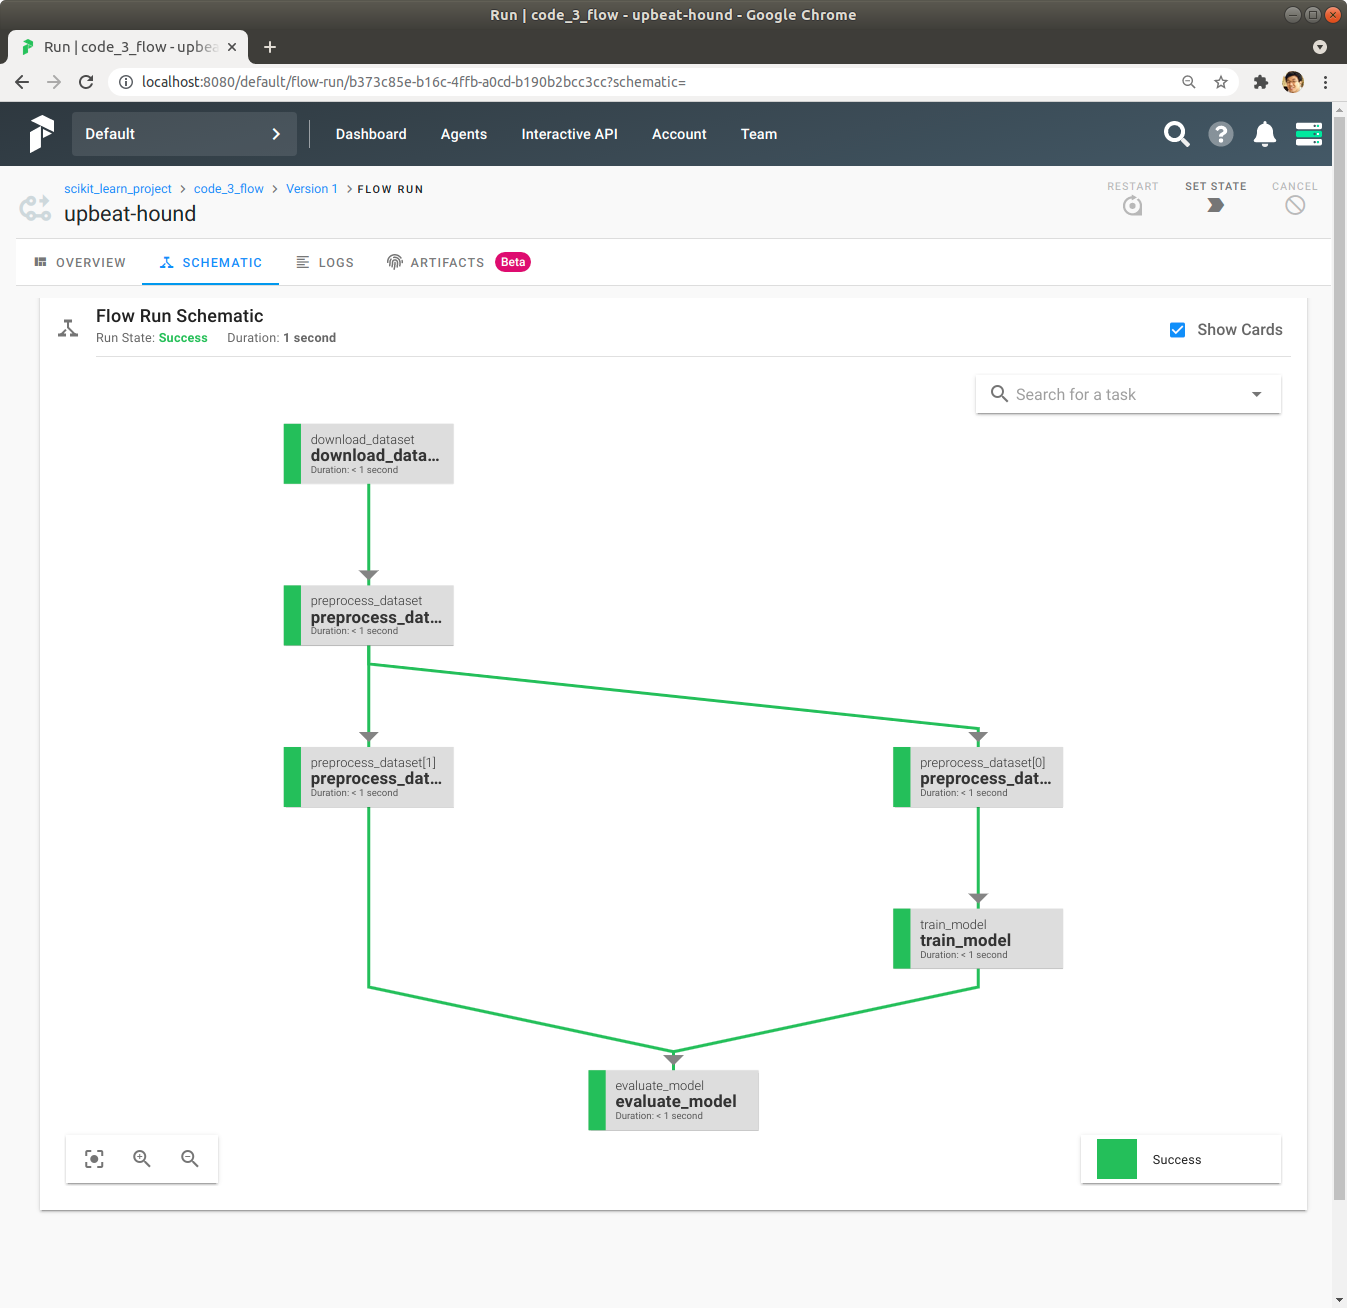 Run | code_3_flow - upbeat-hound - Google Chrome
Run | code_3_flow - upbea
localhost:8080/default/flow-run/b373c85e-b16c-4ffb-a0cd-b190b2bcc3cc?schematic=
Default
Dashboard
Agents
Interactive API
Account
Team
scikit_learn_project > code_3_flow > Version 1 > FLOW RUN
upbeat-hound
RESTART
SET STATE
CANCEL
OVERVIEW
SCHEMATIC
LOGS
ARTIFACTS
Beta
Flow Run Schematic
Run State: Success Duration: 1 second
Show Cards
Search for a task
download_dataset
download_data...
Duration: < 1 second
preprocess_dataset
preprocess_dat...
Duration: < 1 second
preprocess_dataset[1]
preprocess_dat...
Duration: < 1 second
preprocess_dataset[0]
preprocess_dat...
Duration: < 1 second
train_model
train_model
Duration: < 1 second
evaluate_model
evaluate_model
Duration: < 1 second
Success